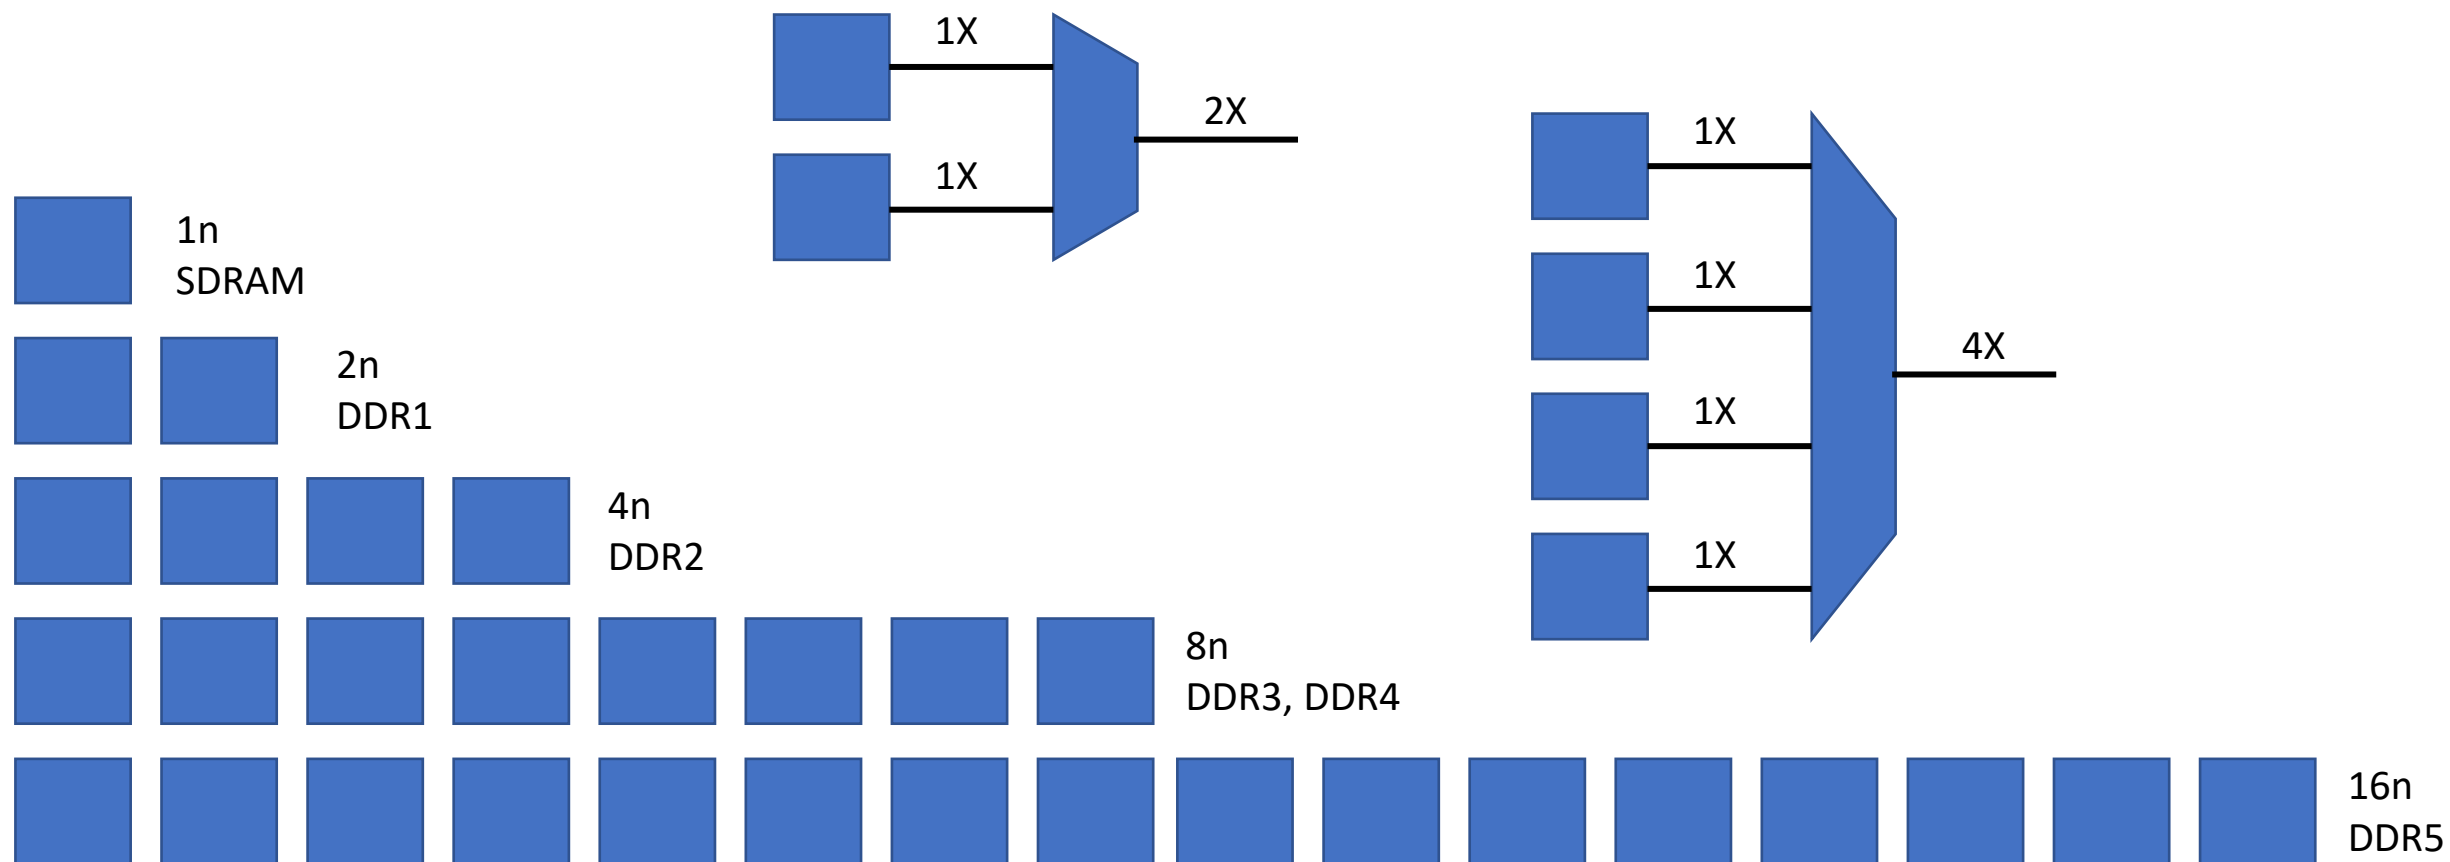 1X
1X
2X
1X
1X
1X
1X
4X
1n
SDRAM
2n
DDR1
4n
DDR2
8n
DDR3, DDR4
16n
DDR5